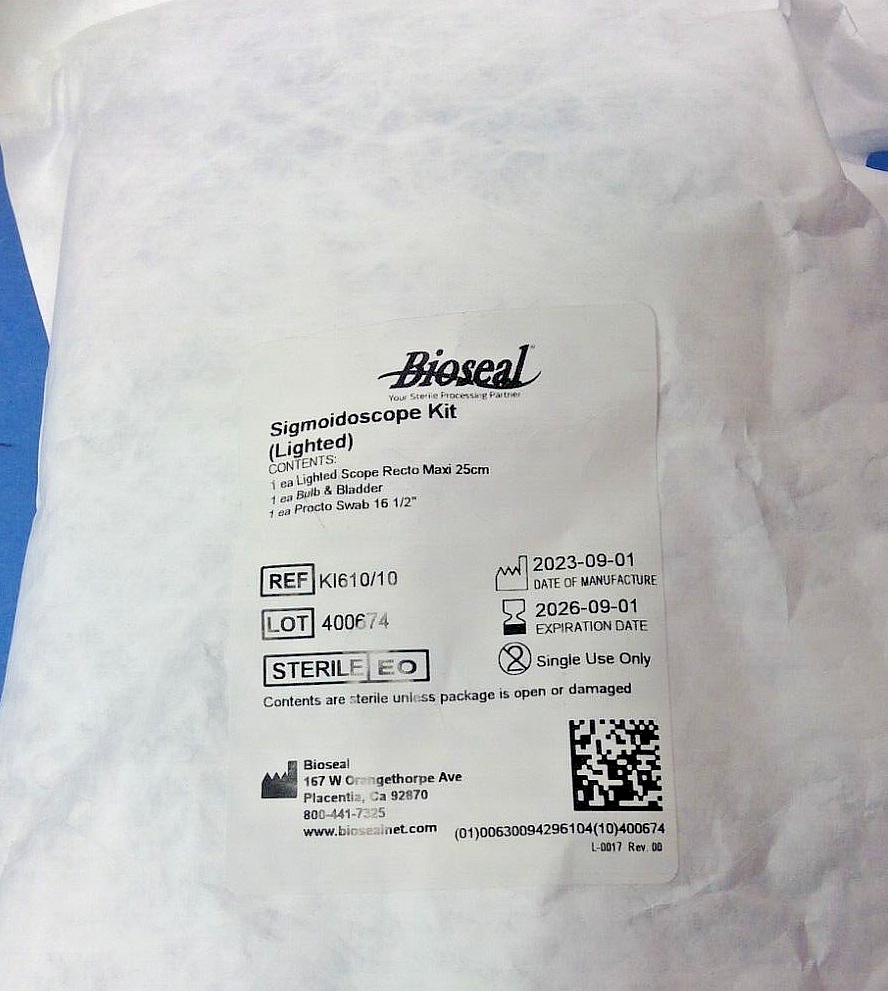 Bioseal™
Your Sterile Processing Partner
Sigmoidoscope Kit
(Lighted)
CONTENTS:
1 ea Lighted Scope Recto Maxi 25cm
1 ea Bulb & Bladder
1 ea Procto Swab 16 1/2"
REF KI610/10
2023-09-01
DATE OF MANUFACTURE
LOT 400674
2026-09-01
EXPIRATION DATE
STERILE EO
2 Single Use Only
Contents are sterile unless package is open or damaged
Bioseal
167 W Orangethorpe Ave
Placentia, Ca 92870
800-441-7325
www.biosealnet.com
(01)00630094296104(10)400674
L-0017 Rev. 00